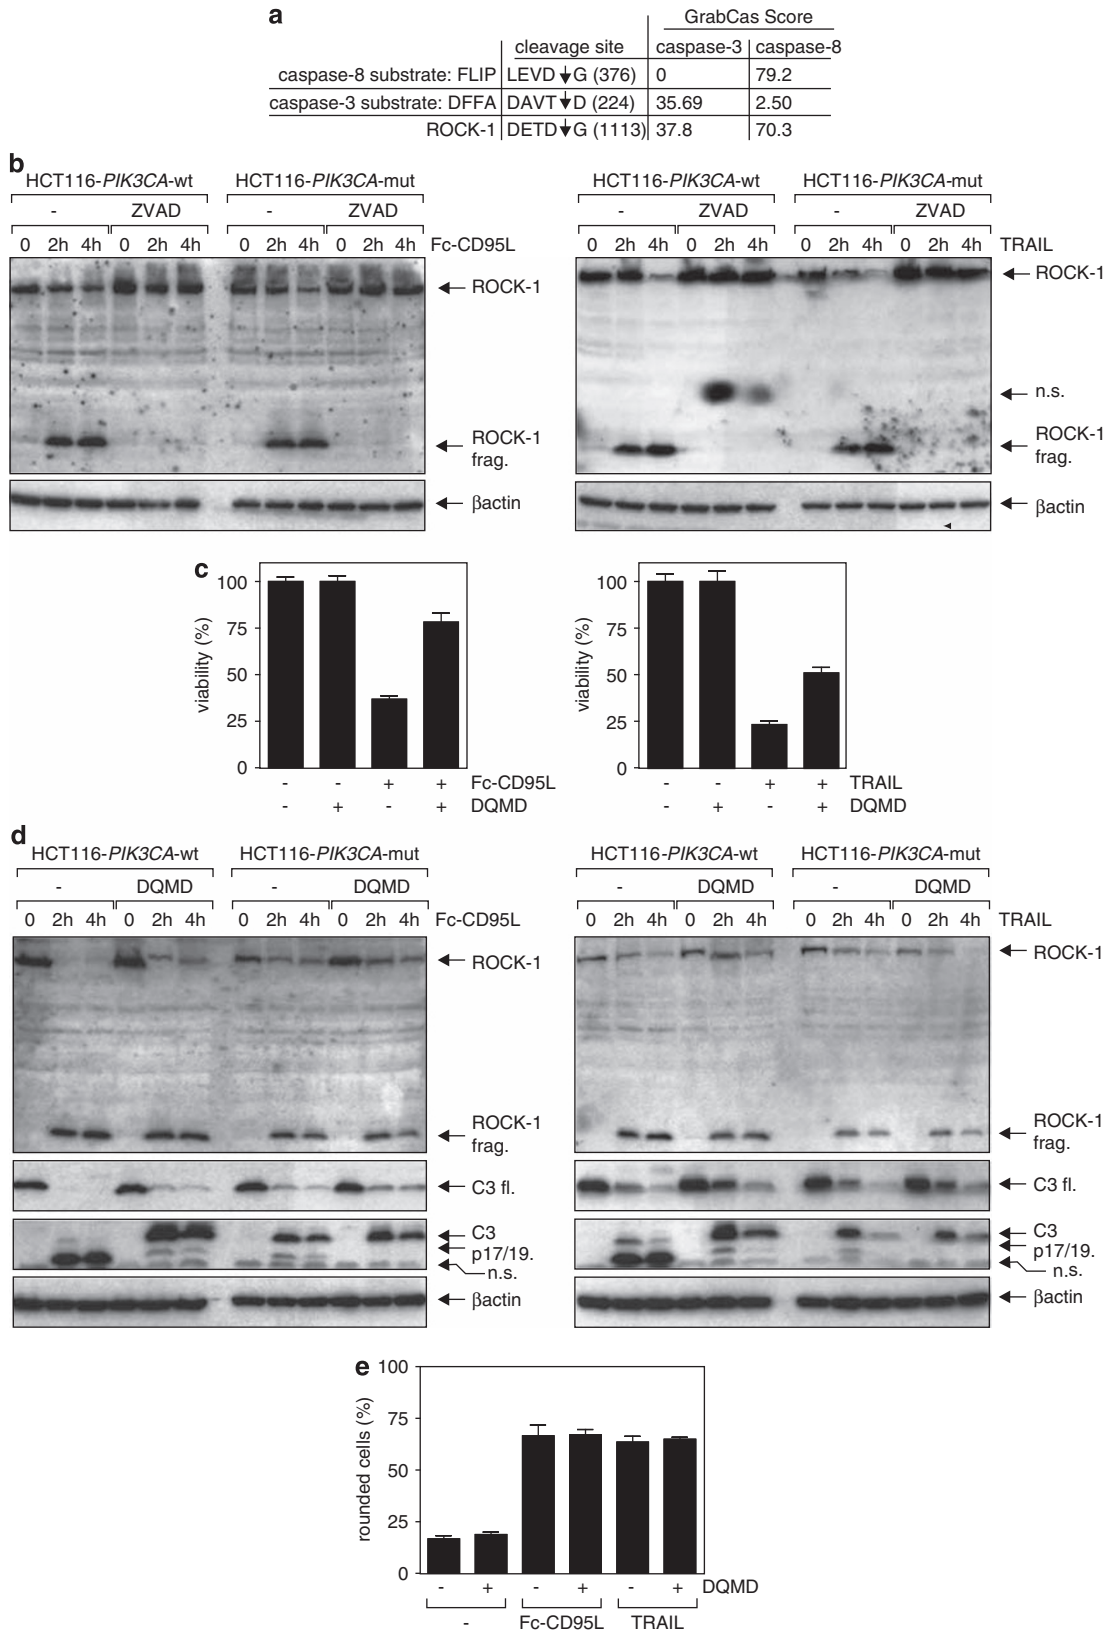 a
GrabCas Score
cleavage site caspase-3 caspase-8
caspase-8 substrate: FLIP LEVD↓G (376) 0 79.2
caspase-3 substrate: DFFA DAVT↓D (224) 35.69 2.50
ROCK-1 DETD↓G (1113) 37.8 70.3
b
HCT116-PIK3CA-wt HCT116-PIK3CA-mut
- ZVAD - ZVAD
0 2h 4h 0 2h 4h 0 2h 4h 0 2h 4h Fc-CD95L
ROCK-1
ROCK-1
frag.
βactin
HCT116-PIK3CA-wt HCT116-PIK3CA-mut
- ZVAD - ZVAD
0 2h 4h 0 2h 4h 0 2h 4h 0 2h 4h TRAIL
ROCK-1
n.s.
ROCK-1
frag.
βactin
c
viability (%)
100
75
50
25
0
- - + + Fc-CD95L
- + - + DQMD
viability (%)
100
75
50
25
0
- - + + TRAIL
- + - + DQMD
d
HCT116-PIK3CA-wt HCT116-PIK3CA-mut
- DQMD - DQMD
0 2h 4h 0 2h 4h 0 2h 4h 0 2h 4h Fc-CD95L
ROCK-1
ROCK-1
frag.
C3 fl.
C3
p17/19.
n.s.
βactin
HCT116-PIK3CA-wt HCT116-PIK3CA-mut
- DQMD - DQMD
0 2h 4h 0 2h 4h 0 2h 4h 0 2h 4h TRAIL
ROCK-1
ROCK-1
frag.
C3 fl.
C3
p17/19.
n.s.
βactin
e
rounded cells (%)
100
75
50
25
0
- + - + - + DQMD
- Fc-CD95L TRAIL